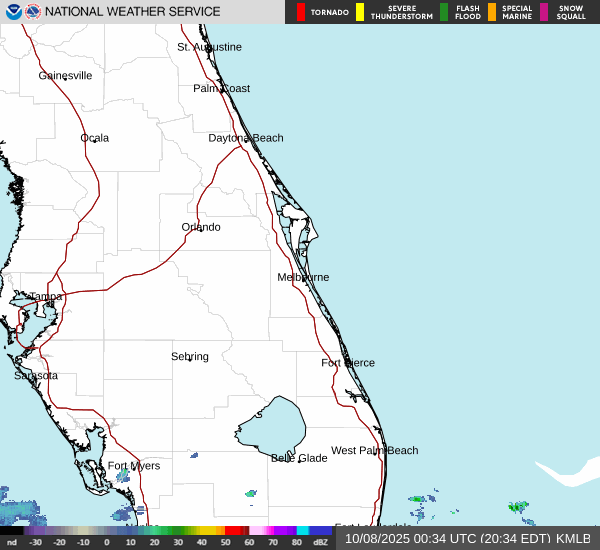 NATIONAL WEATHER SERVICE
TORNADO
SEVERE
THUNDERSTORM
FLASH
FLOOD
SPECIAL
MARINE
SNOW
SQUALL
St. Augustine
Gainesville
Palm Coast
Ocala
Daytona Beach
Orlando
Melbourne
Tampa
Sebring
Fort Pierce
Sarasota
West Palm Beach
Belle Glade
Fort Myers
Fort Lauderdale
nd -30 -20 -10 0 10 20 30 40 50 60 70 80 dBZ
10/08/2025 00:34 UTC (20:34 EDT) KMLB